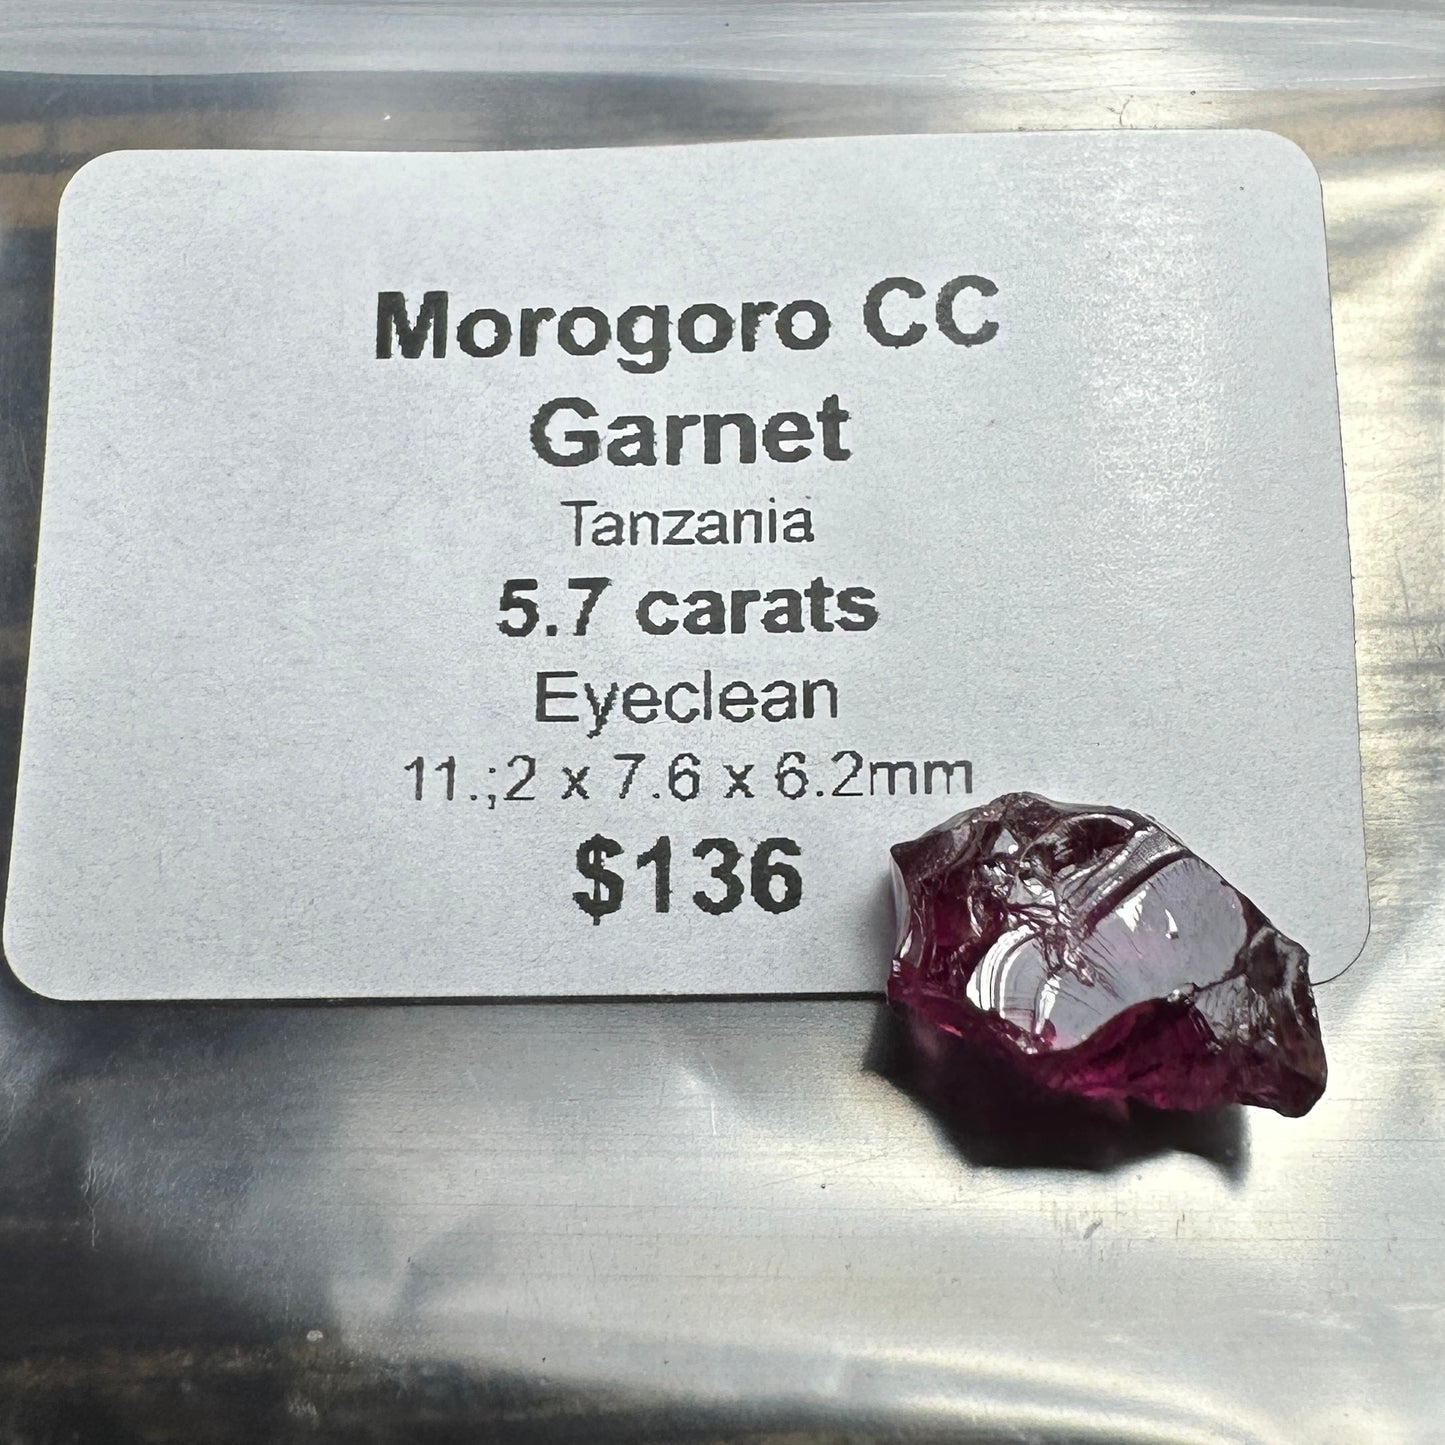 Morogoro CC
Garnet
Tanzania
5.7 carats
Eyeclean
11.;2 x 7.6 x 6.2mm
$136